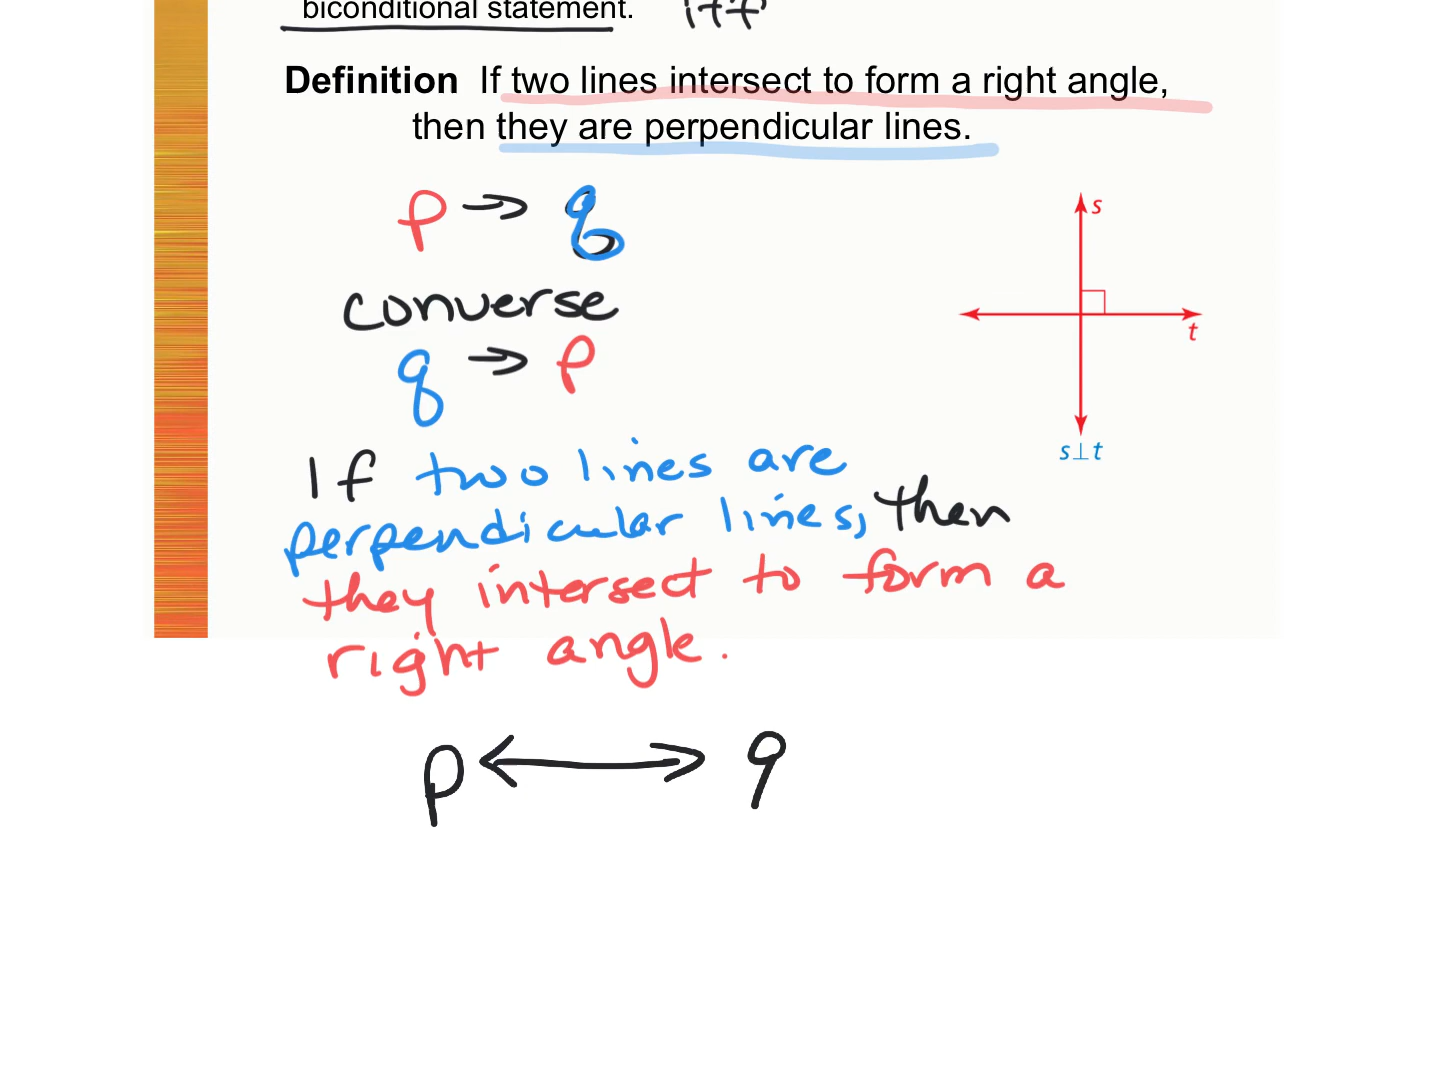 biconditional statement. iff
Definition If two lines intersect to form a right angle,
then they are perpendicular lines.
p → q
s
converse
t
q → p
s⊥t
If two lines are
perpendicular lines, then
they intersect to form a
right angle.
p ↔ q